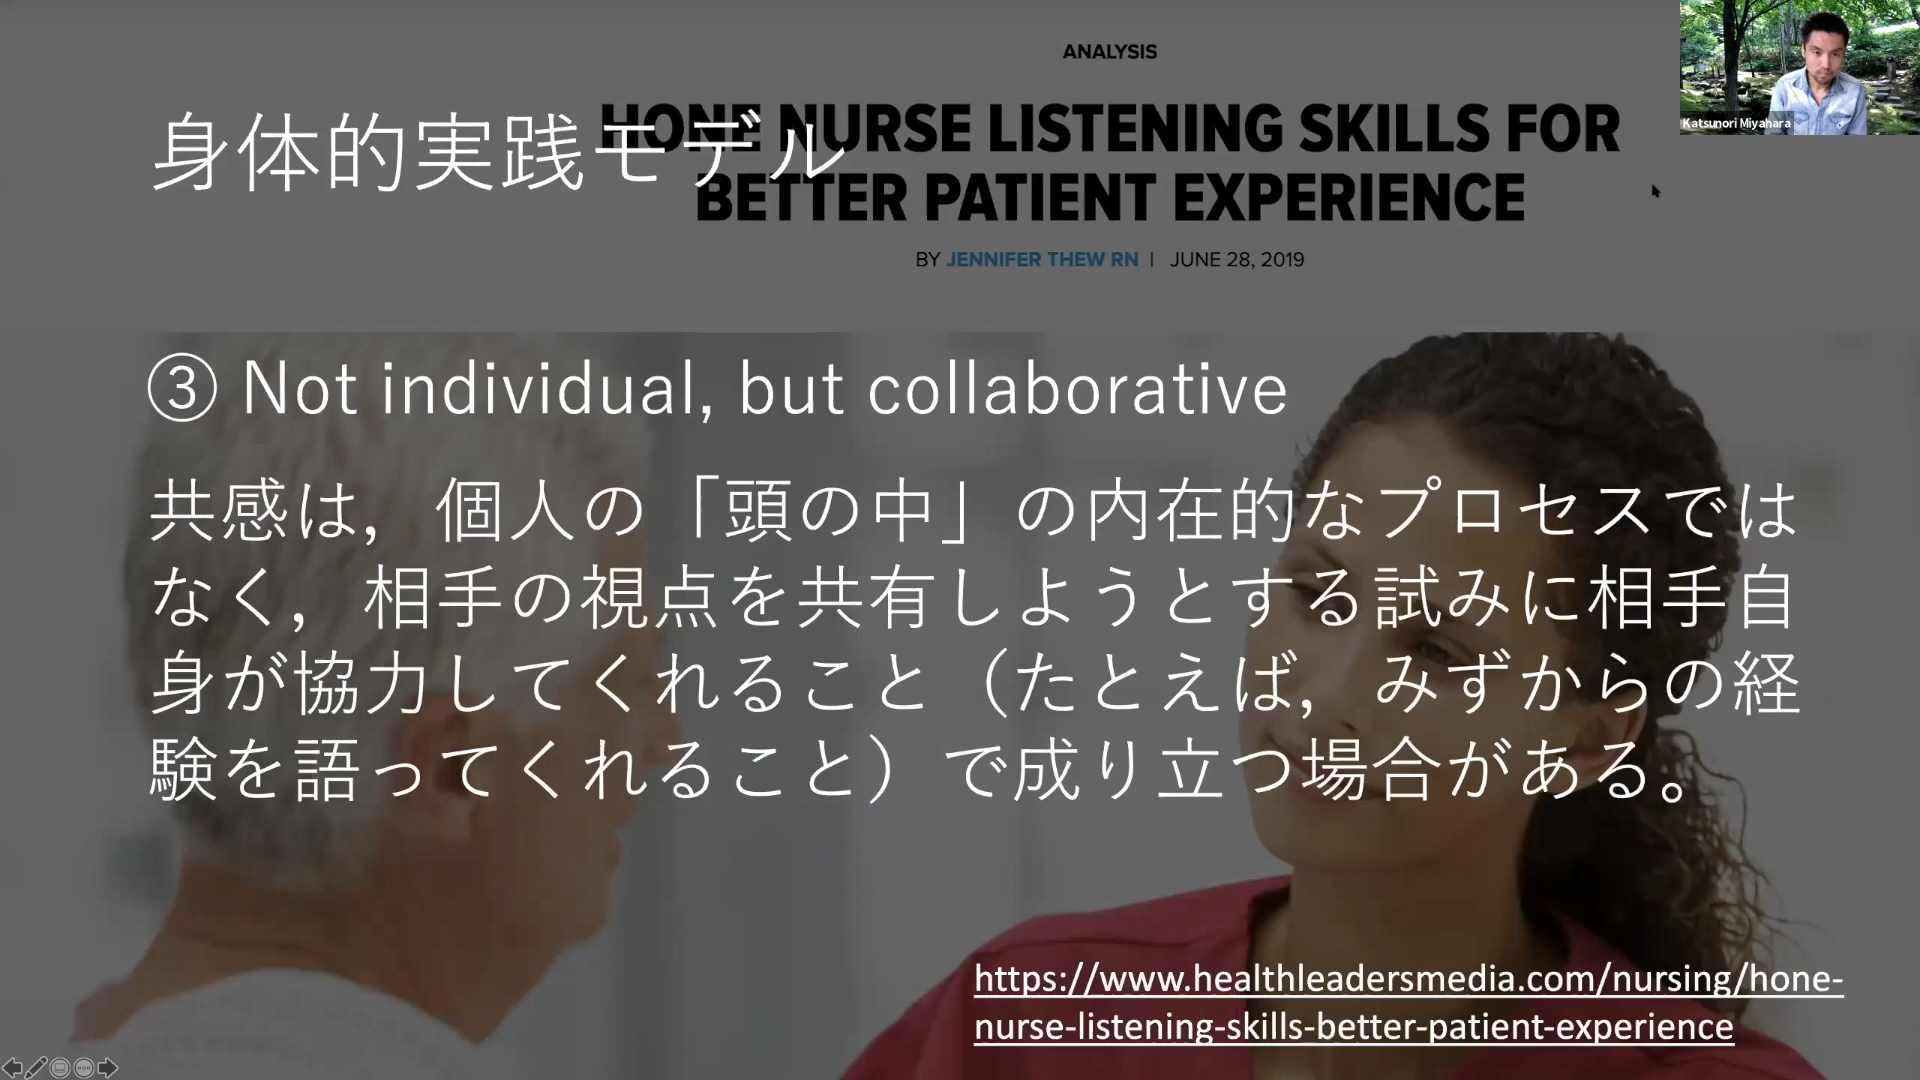 ANALYSIS
HONE NURSE LISTENING SKILLS FOR
BETTER PATIENT EXPERIENCE
BY JENNIFER THEW RN | JUNE 28, 2019
Katsunori Miyahara
身体的実践モデル
③ Not individual, but collaborative
共感は，個人の「頭の中」の内在的なプロセスでは
なく，相手の視点を共有しようとする試みに相手自
身が協力してくれること（たとえば，みずからの経
験を語ってくれること）で成り立つ場合がある。
https://www.healthleadersmedia.com/nursing/hone-
nurse-listening-skills-better-patient-experience